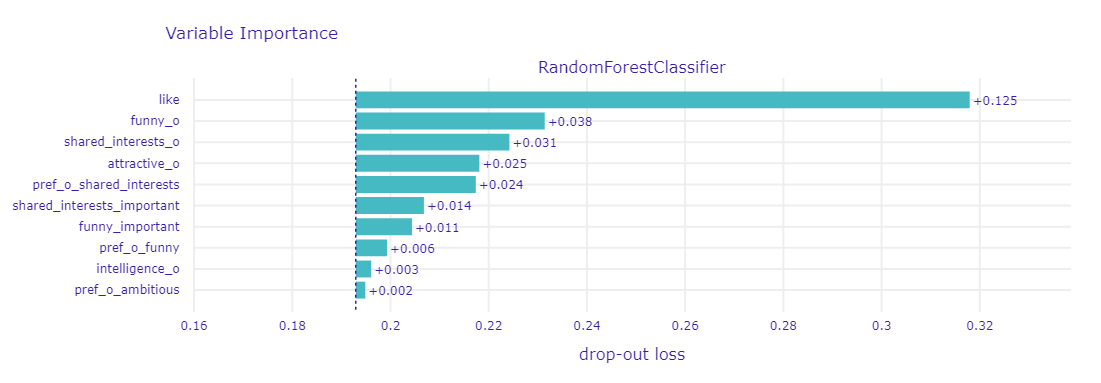 Variable Importance
RandomForestClassifier
like +0.125
funny_o +0.038
shared_interests_o +0.031
attractive_o +0.025
pref_o_shared_interests +0.024
shared_interests_important +0.014
funny_important +0.011
pref_o_funny +0.006
intelligence_o +0.003
pref_o_ambitious +0.002
0.16 0.18 0.2 0.22 0.24 0.26 0.28 0.3 0.32
drop-out loss